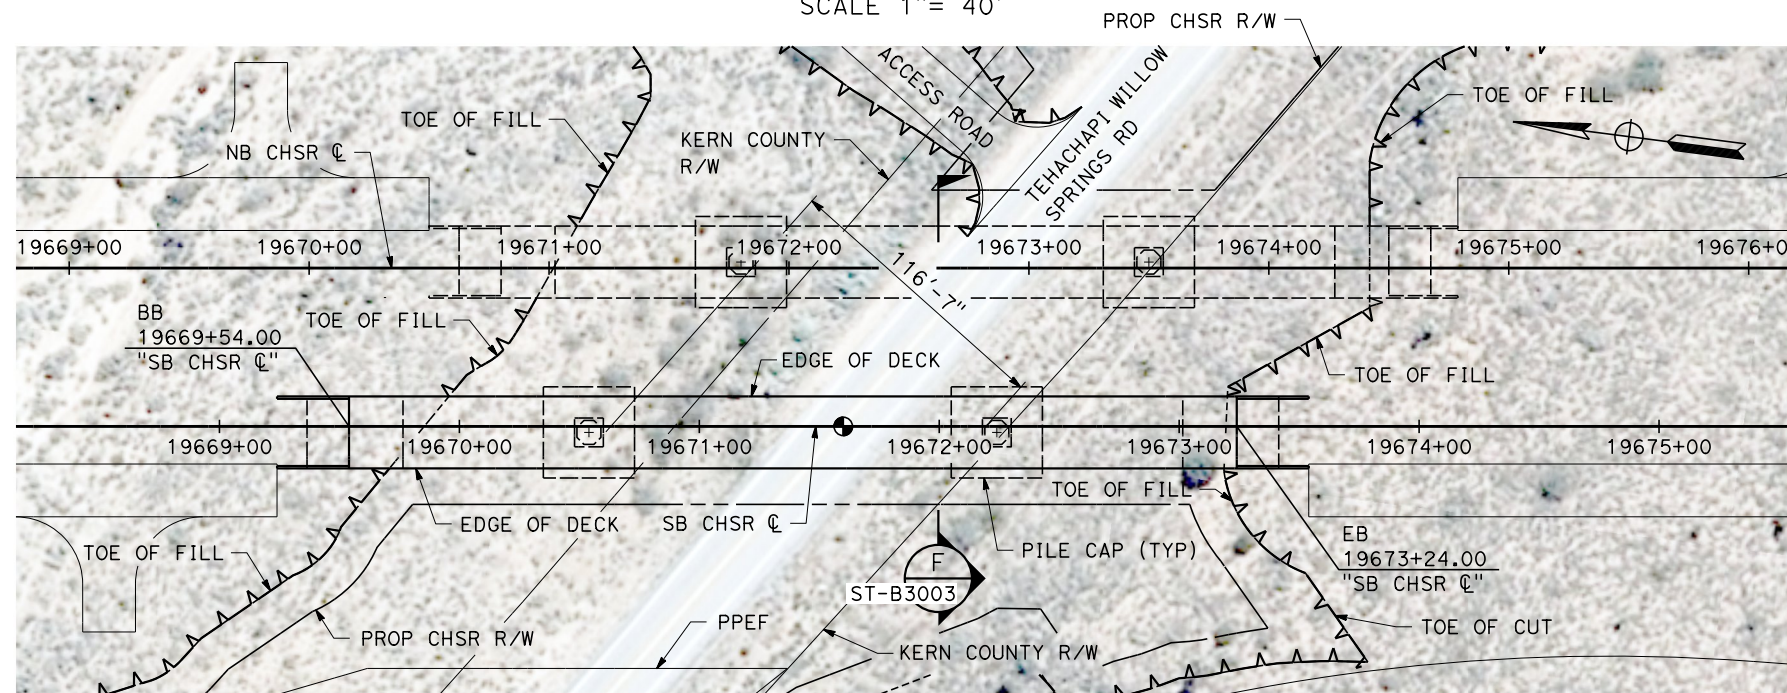 SCALE 1"= 40'
PROP CHSR R/W
ACCESS ROAD
TEHACHAPI WILLOW
SPRINGS RD
TOE OF FILL
TOE OF FILL
KERN COUNTY
R/W
NB CHSR ℄
19669+00
19670+00
19671+00
19672+00
19673+00
19674+00
19675+00
19676+0
116'-7"
BB
19669+54.00
"SB CHSR ℄"
TOE OF FILL
EDGE OF DECK
TOE OF FILL
19669+00
19670+00
19671+00
19672+00
19673+00
19674+00
19675+00
TOE OF FILL
EDGE OF DECK
SB CHSR ℄
TOE OF FILL
PILE CAP (TYP)
EB
19673+24.00
"SB CHSR ℄"
F
ST-B3003
PROP CHSR R/W
PPEF
KERN COUNTY R/W
TOE OF CUT